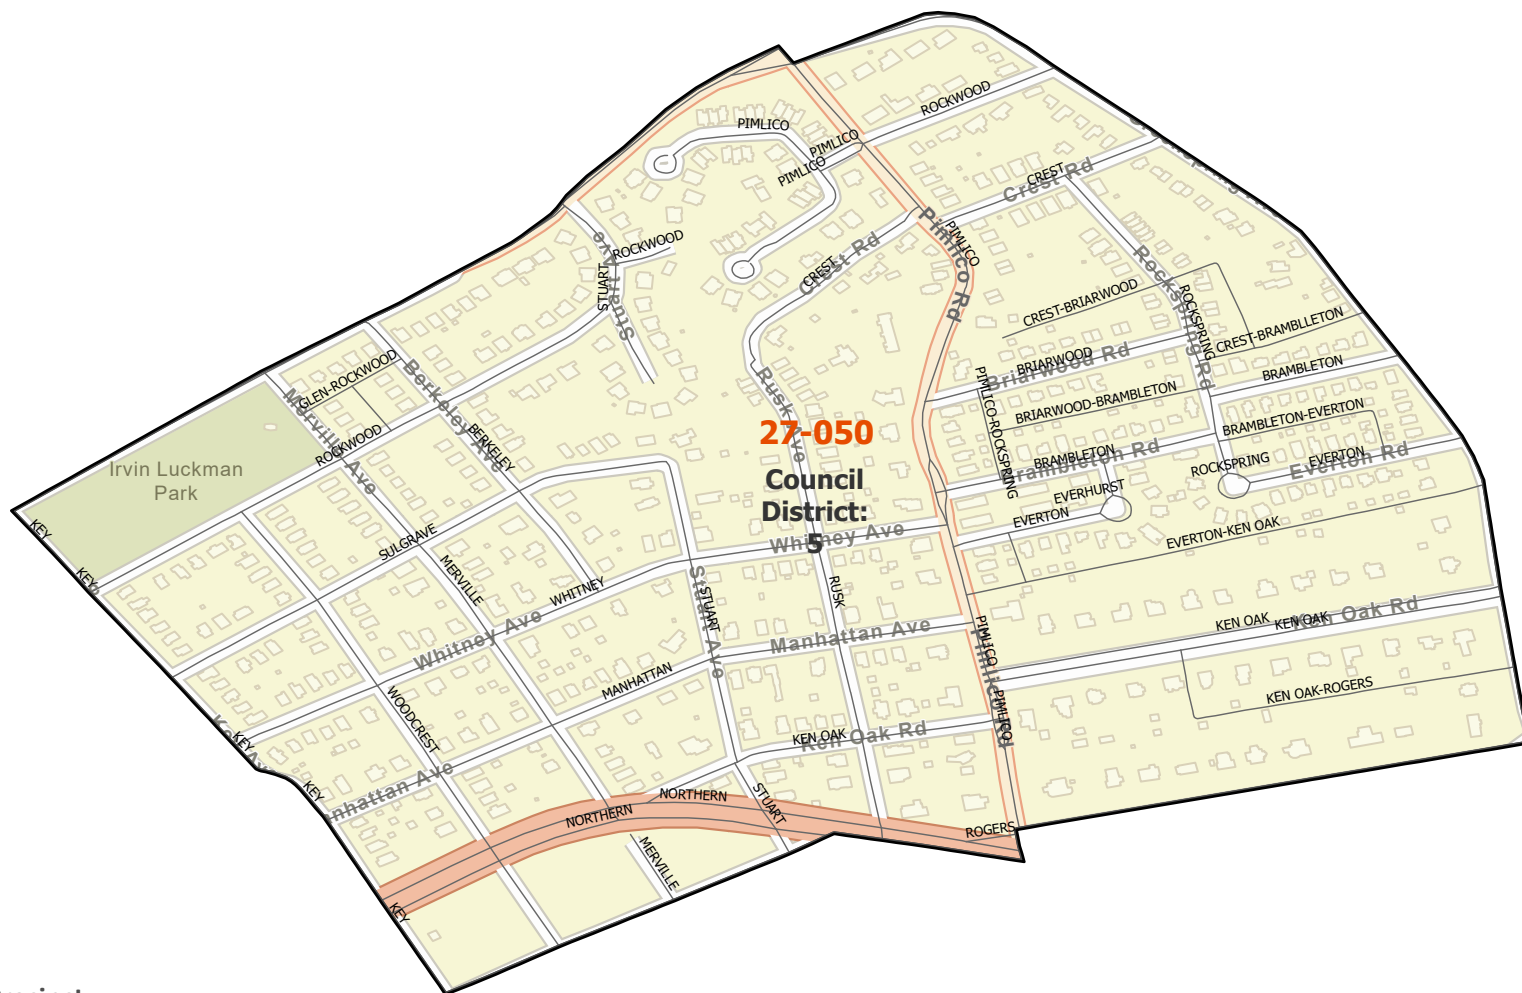 ROCKWOOD
PIMLICO
PIMLICO
PIMLICO
CREST
Crest Rd
ROCKWOOD
STUART
Stuart Ave
CREST
Crest Rd
Pimlico Rd
PIMLICO
Rockspring Rd
ROCKSPRING
CREST-BRIARWOOD
CREST-BRAMBLLETON
BRIARWOOD
Briarwood Rd
BRAMBLETON
PIMLICO-ROCKSPRING
BRIARWOOD-BRAMBLETON
BRAMBLETON-EVERTON
GLEN-ROCKWOOD
Berkeley Ave
BERKELEY
Merville Ave
ROCKWOOD
Rusk Ave
27-050
Council
District:
5
Irvin Luckman
Park
BRAMBLETON
Brambleton Rd
ROCKSPRING
EVERTON
Everton Rd
EVERHURST
EVERTON
EVERTON-KEN OAK
KEY
KEY
SULGRAVE
MERVILLE
WHITNEY
Whitney Ave
Whitney Ave
Stuart Ave
STUART
RUSK
Manhattan Ave
MANHATTAN
PIMLICO
Pimlico Rd
PIMLICO
KEN OAK
KEN OAK
Ken Oak Rd
KEN OAK-ROGERS
WOODCREST
KEY
KEY
KEN OAK
Ken Oak Rd
NORTHERN
NORTHERN
STUART
ROGERS
MERVILLE
KEY